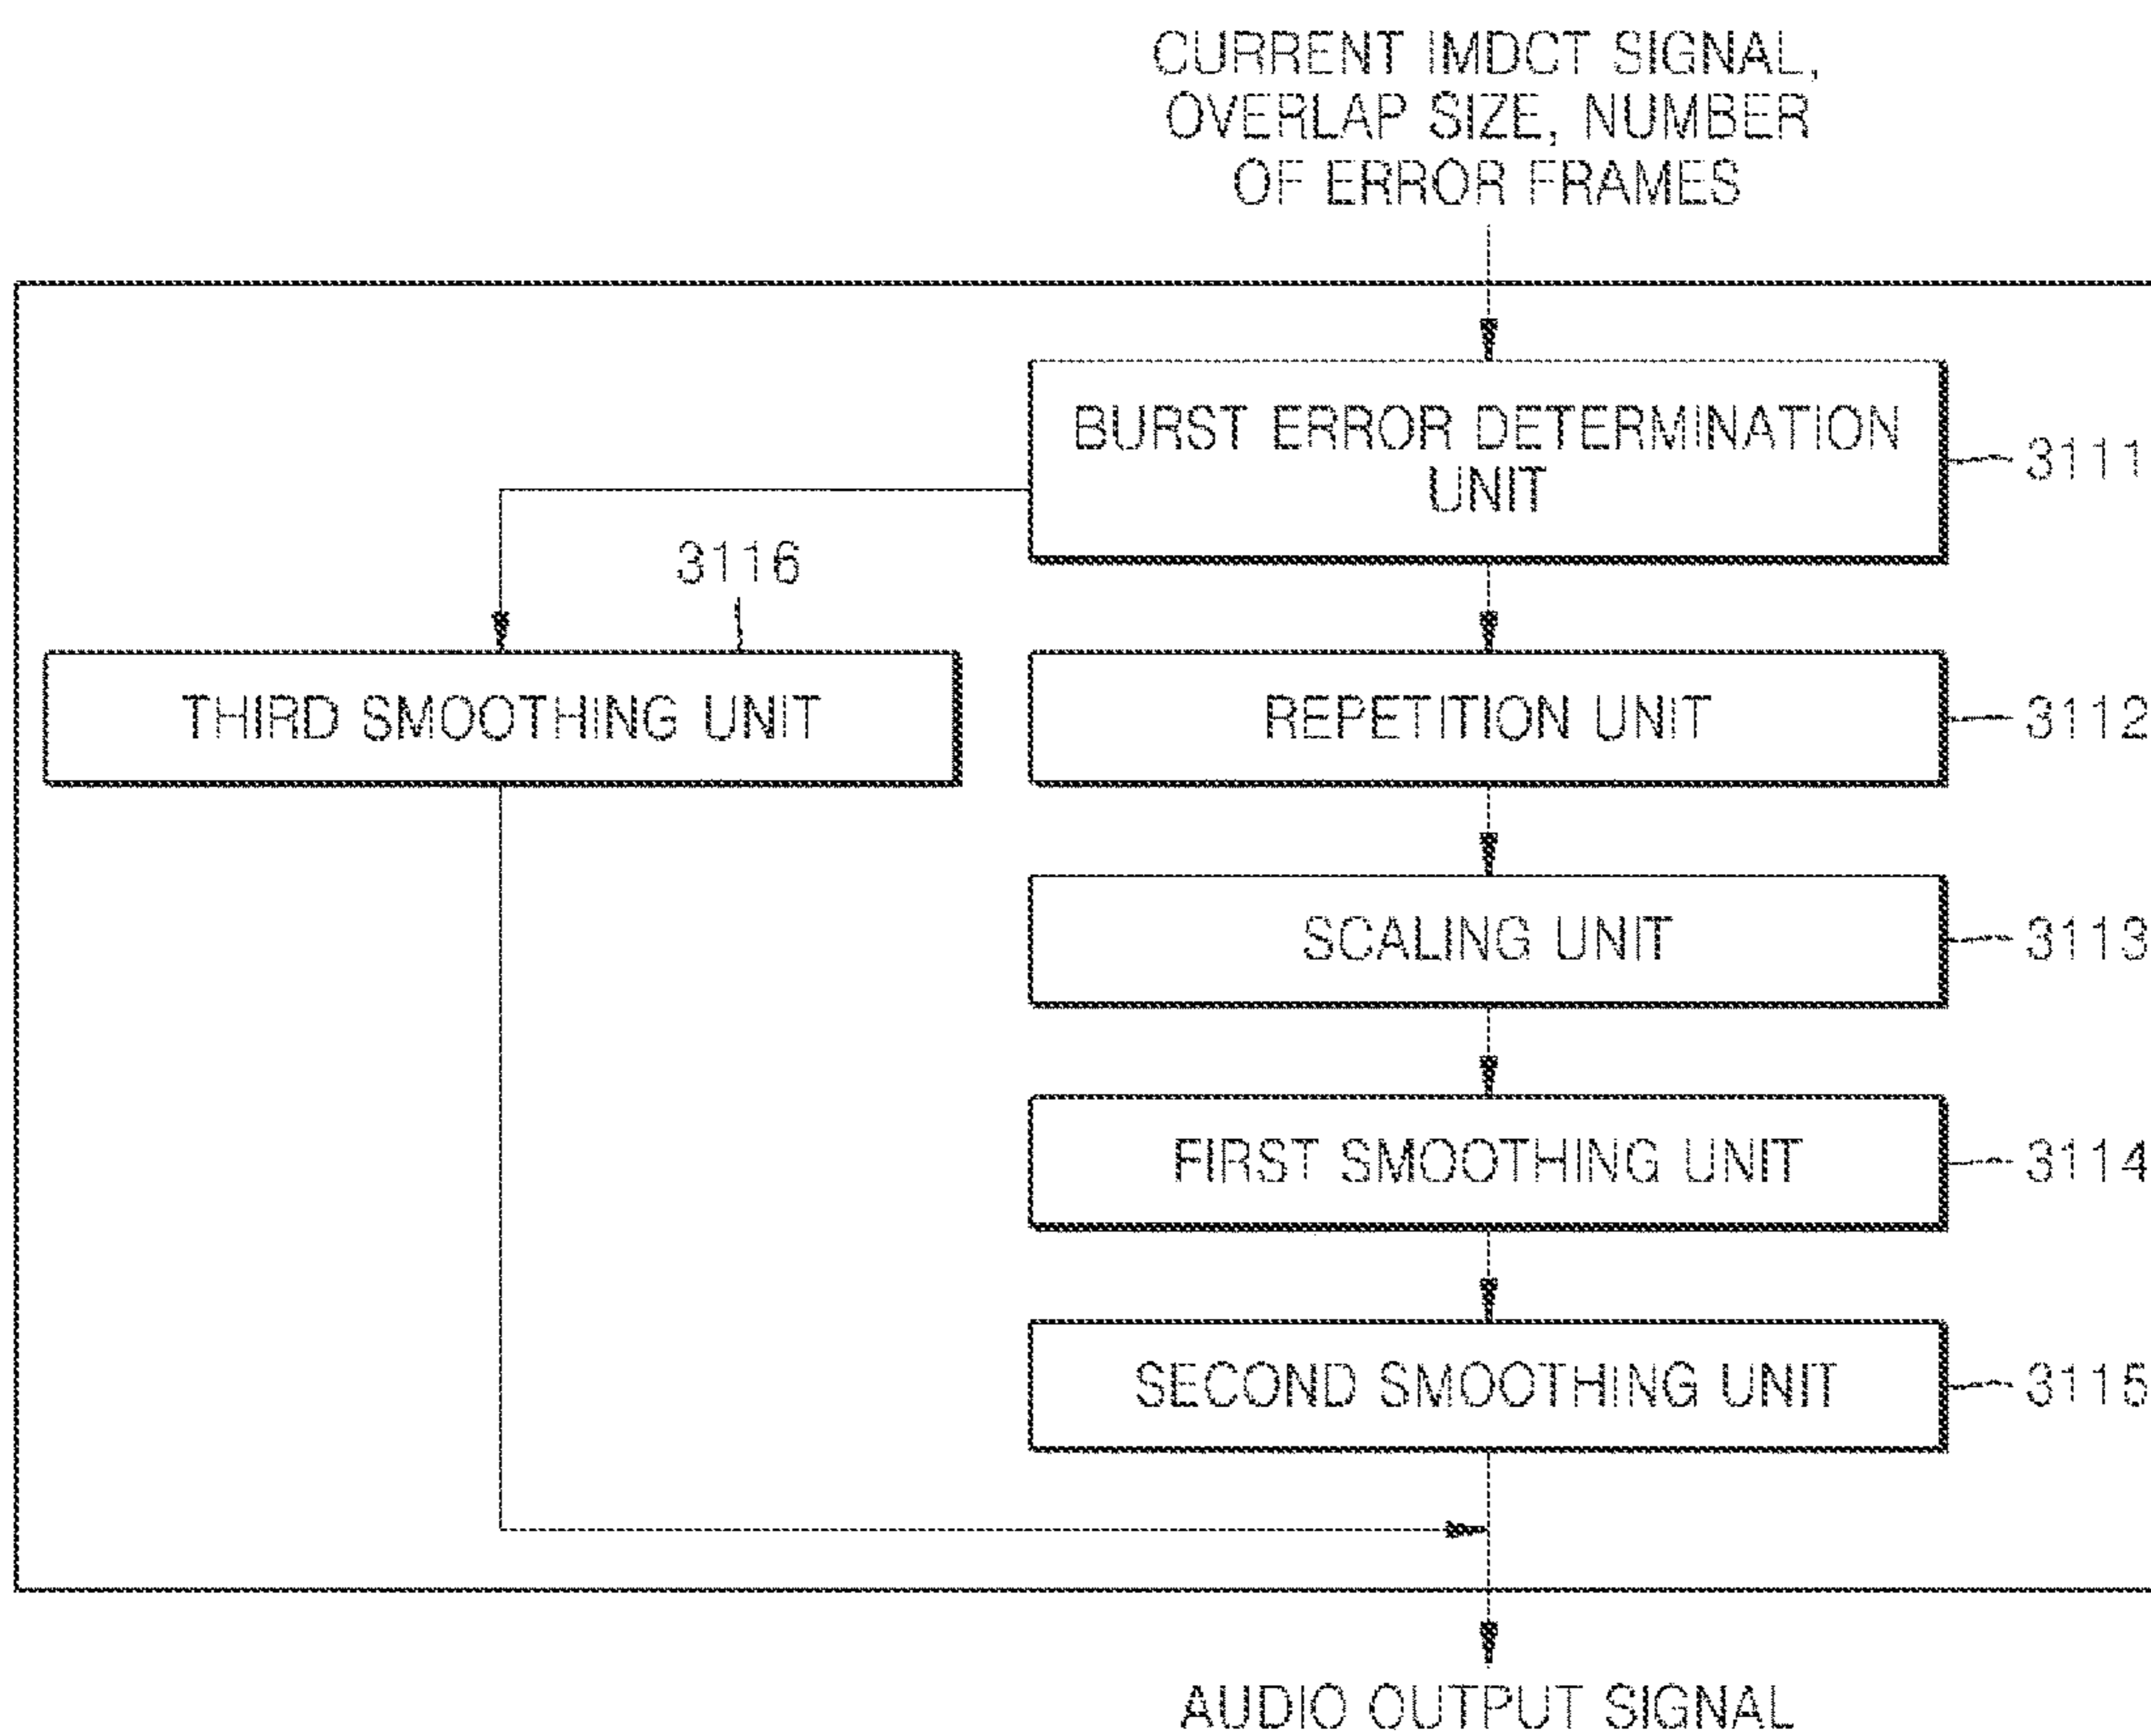 CURRENT IMDCT SIGNAL,
OVERLAP SIZE, NUMBER
OF ERROR FRAMES
BURST ERROR DETERMINATION
UNIT
3111
3116
THIRD SMOOTHING UNIT
REPETITION UNIT
3112
SCALING UNIT
3113
FIRST SMOOTHING UNIT
3114
SECOND SMOOTHING UNIT
3115
AUDIO OUTPUT SIGNAL